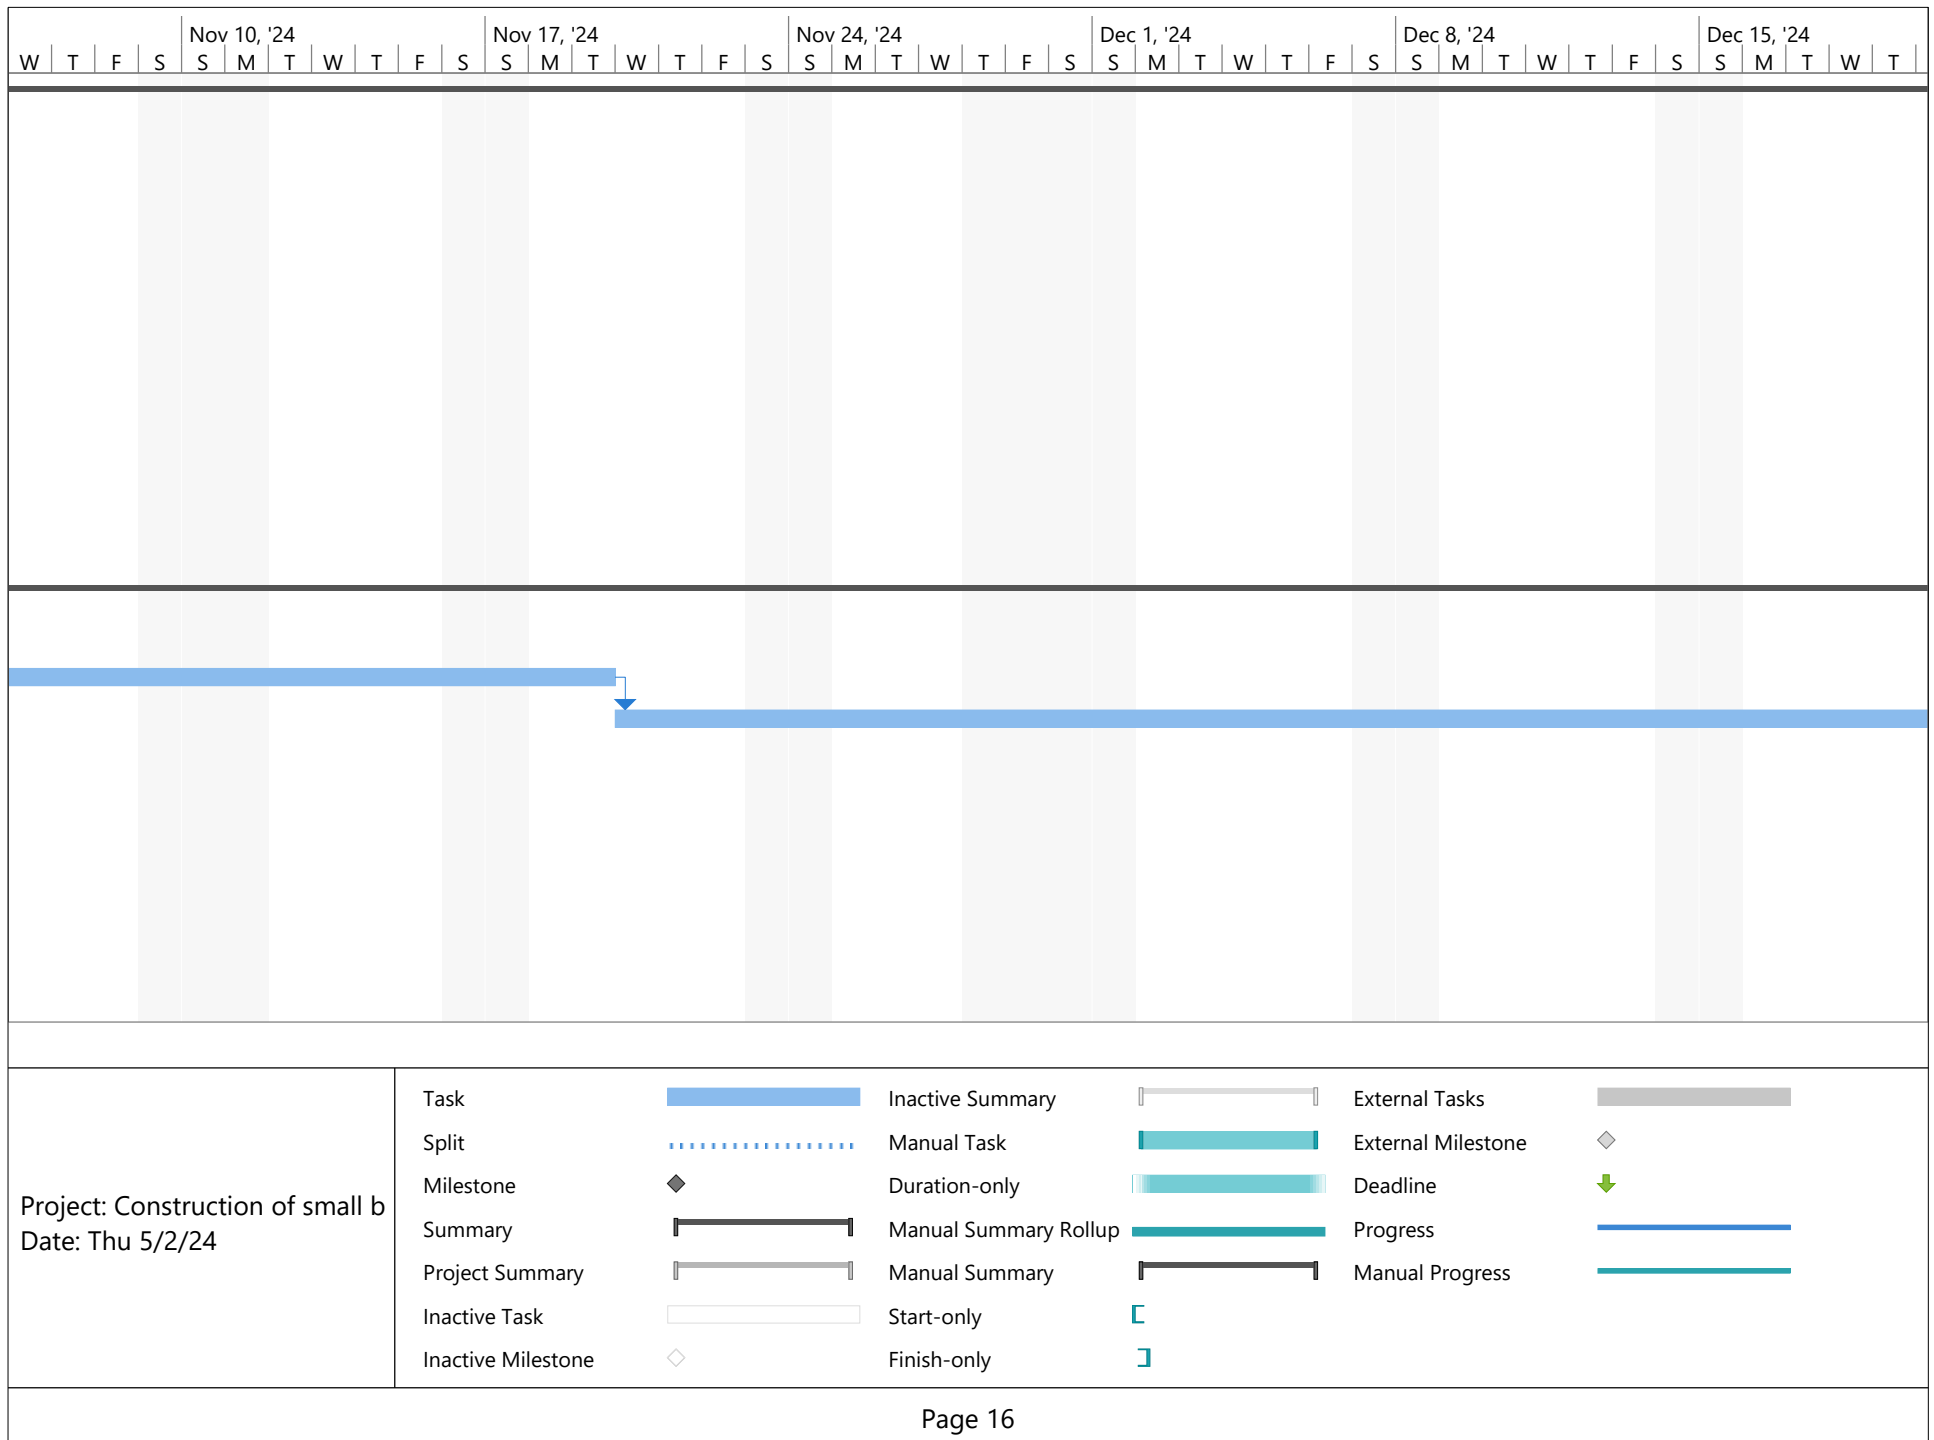 Nov 10, '24 Nov 17, '24 Nov 24, '24 Dec 1, '24 Dec 8, '24 Dec 15, '24
W T F S S M T W T F S S M T W T F S S M T W T F S S M T W T F S S M T W T F S S M T W T
Task Inactive Summary External Tasks
Split Manual Task External Milestone
Milestone Duration-only Deadline
Project: Construction of small b
Summary Manual Summary Rollup Progress
Date: Thu 5/2/24
Project Summary Manual Summary Manual Progress
Inactive Task Start-only
Inactive Milestone Finish-only
Page 16